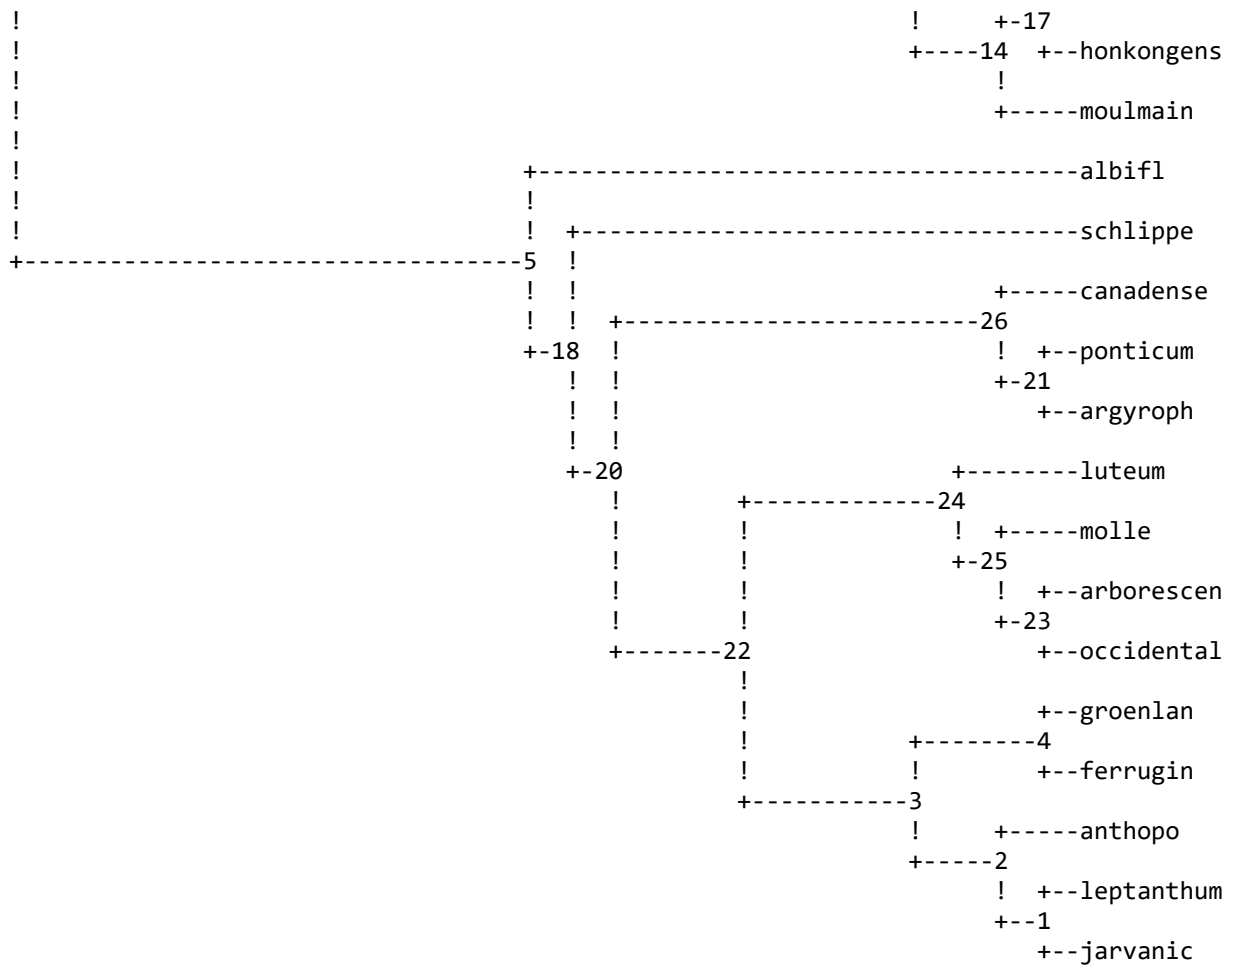 !                                                               !     +-17
!                                                               +----14  +--honkongens
!                                                                     !
!                                                                     +-----moulmain
!
!                                    +--------------------------------------albifl
!                                    !
!                                    !  +-----------------------------------schlippe
+------------------------------------5  !
                                     !  !                             +-----canadense
                                     !  !  +-------------------------26
                                     +-18  !                          !  +--ponticum
                                        !  !                          +-21
                                        !  !                             +--argyroph
                                        !  !
                                        +-20                       +--------luteum
                                           !        +-------------24
                                           !        !              !  +-----molle
                                           !        !              +-25
                                           !        !                 !  +--arborescen
                                           !        !                 +-23
                                           +-------22                    +--occidental
                                                    !
                                                    !                    +--groenlan
                                                    !           +--------4
                                                    !           !        +--ferrugin
                                                    +-----------3
                                                                !     +-----anthopo
                                                                +-----2
                                                                      !  +--leptanthum
                                                                      +--1
                                                                         +--jarvanic